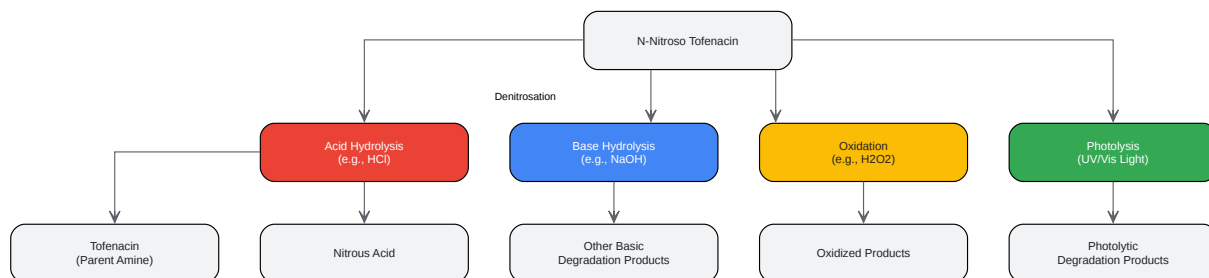 N-Nitroso Tofenacin
Denitrosation
Acid Hydrolysis
(e.g., HCl)
Base Hydrolysis
(e.g., NaOH)
Oxidation
(e.g., H2O2)
Photolysis
(UV/Vis Light)
Tofenacin
(Parent Amine)
Nitrous Acid
Other Basic
Degradation Products
Oxidized Products
Photolytic
Degradation Products